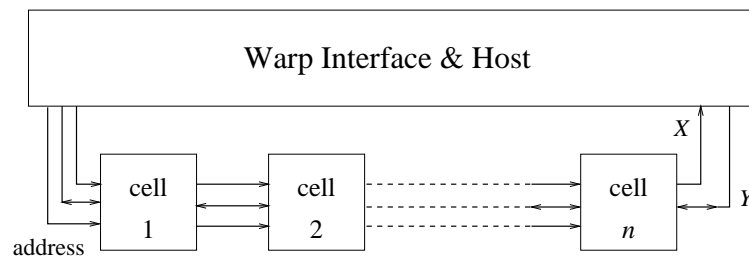 Warp Interface & Host
X
cell
cell
cell
Y
1
2
n
address